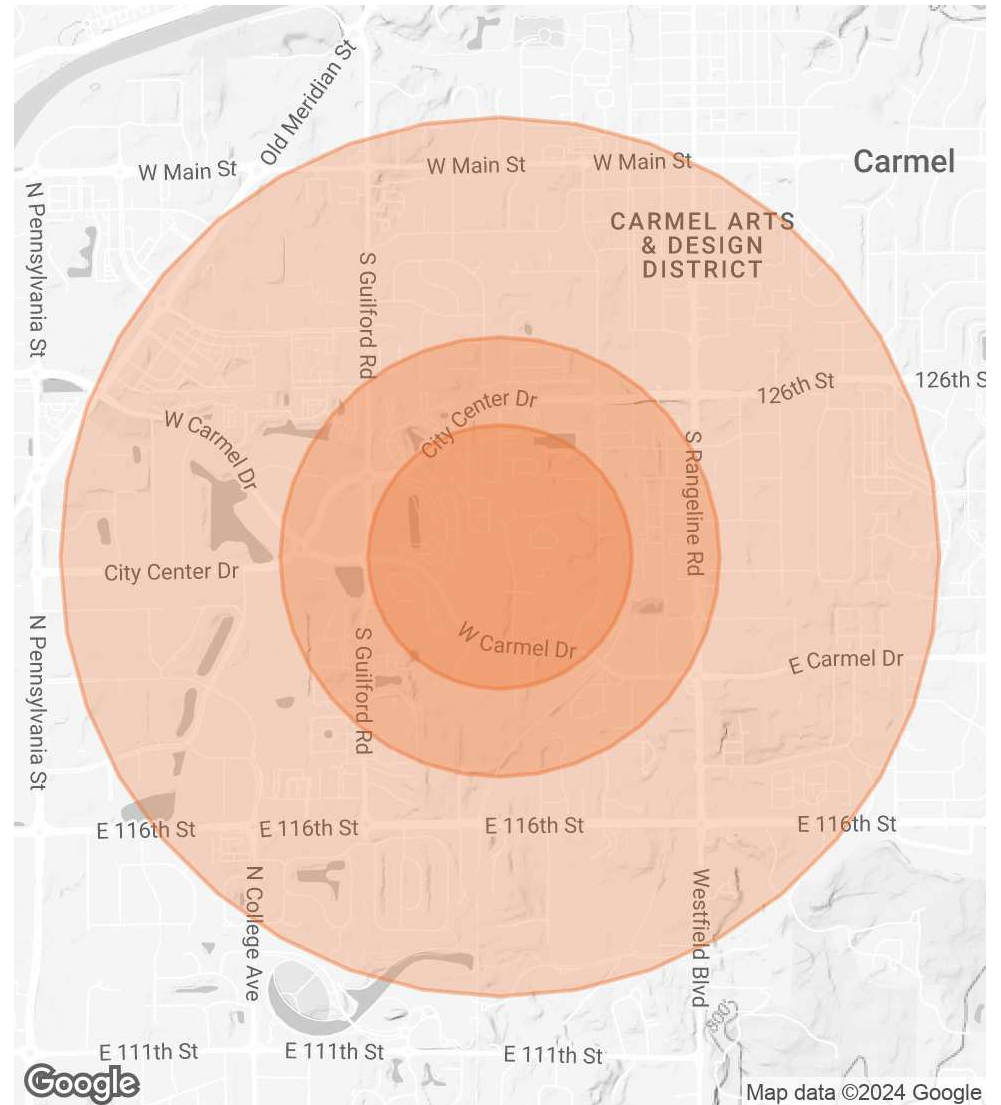 Old Meridian St
W Main St
W Main St
W Main St
Carmel
N Pennsylvania St
CARMEL ARTS
& DESIGN
DISTRICT
S Guilford Rd
126th St
126th S
City Center Dr
W Carmel Dr
S Rangeline Rd
City Center Dr
N Pennsylvania St
S Guilford Rd
W Carmel Dr
E Carmel Dr
E 116th St
E 116th St
E 116th St
E 116th St
N College Ave
Westfield Blvd
800
E 111th St
E 111th St
E 111th St
Google
Map data ©2024 Google